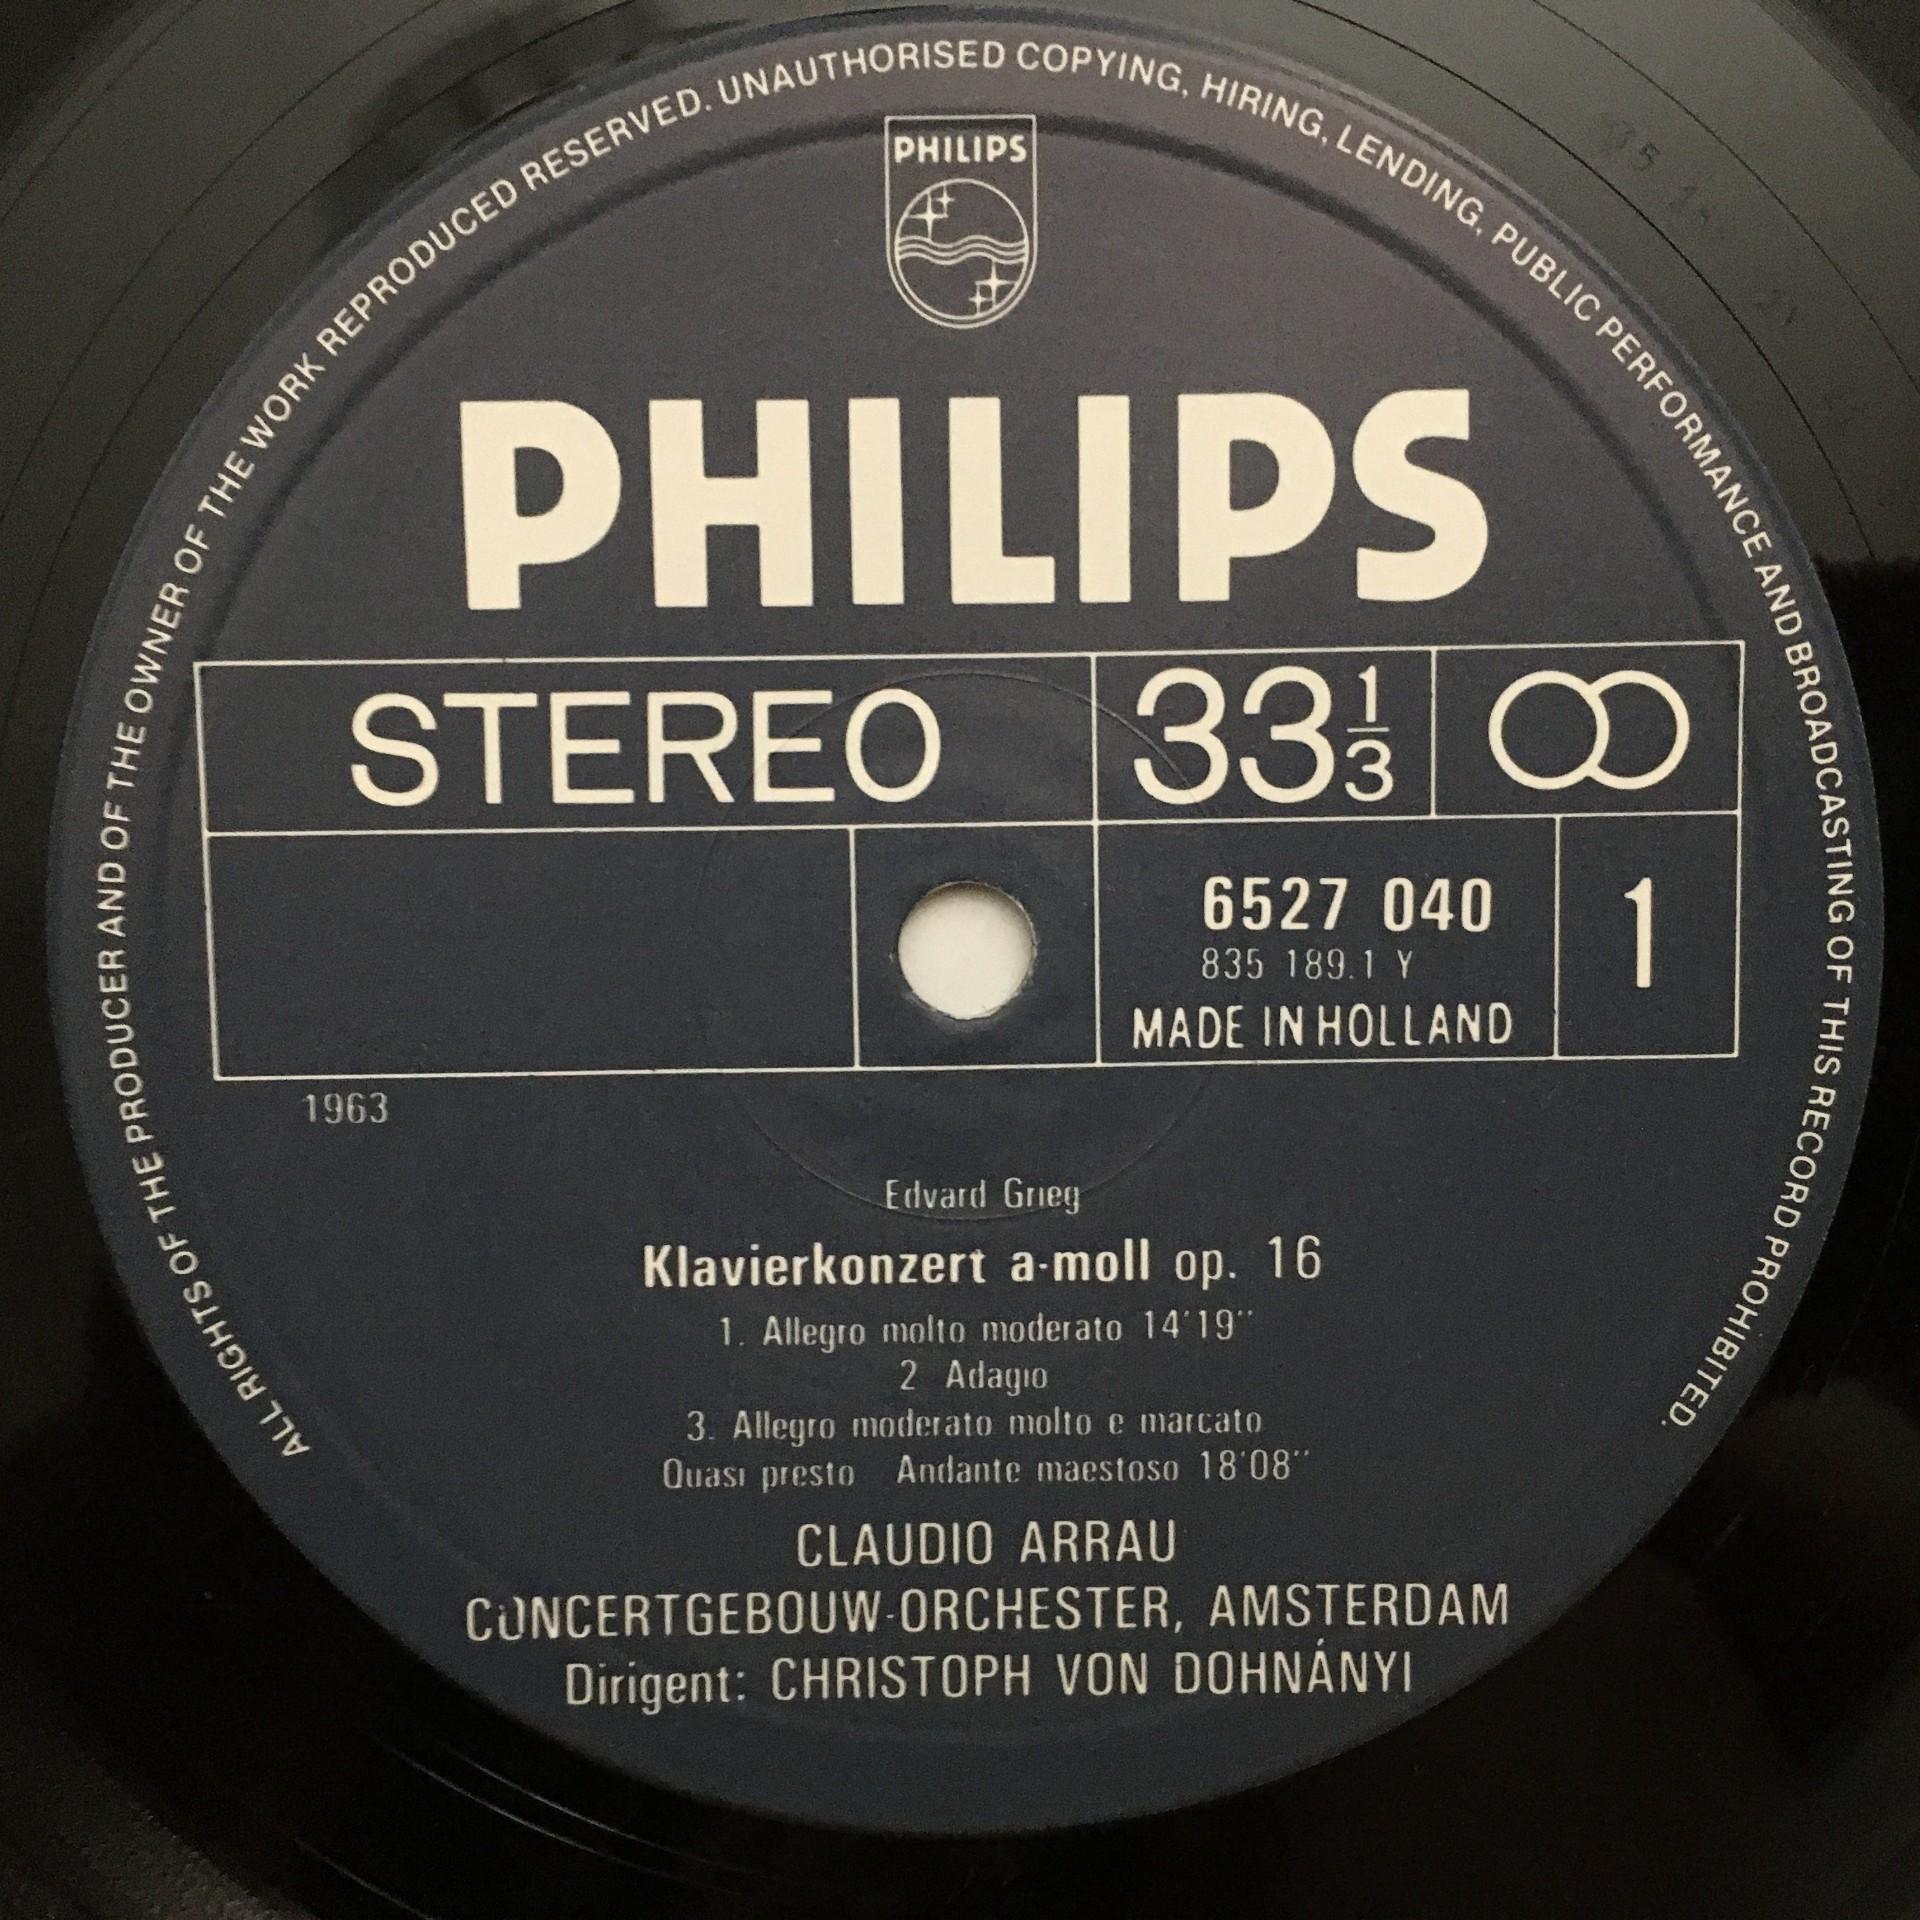 ALL RIGHTS OF THE PRODUCER AND OF THE OWNER OF THE WORK REPRODUCED RESERVED. UNAUTHORISED COPYING, HIRING, LENDING, PUBLIC PERFORMANCE AND BROADCASTING OF THIS RECORD PROHIBITED.
PHILIPS
PHILIPS
STEREO 33 1/3
6527 040 1
835 189.1 Y
MADE IN HOLLAND
1963
Edvard Grieg
Klavierkonzert a-moll op. 16
1. Allegro molto moderato 14'19"
2 Adagio
3. Allegro moderato molto e marcato
Quasi presto Andante maestoso 18'08"
CLAUDIO ARRAU
CONCERTGEBOUW-ORCHESTER, AMSTERDAM
Dirigent: CHRISTOPH VON DOHNÁNYI